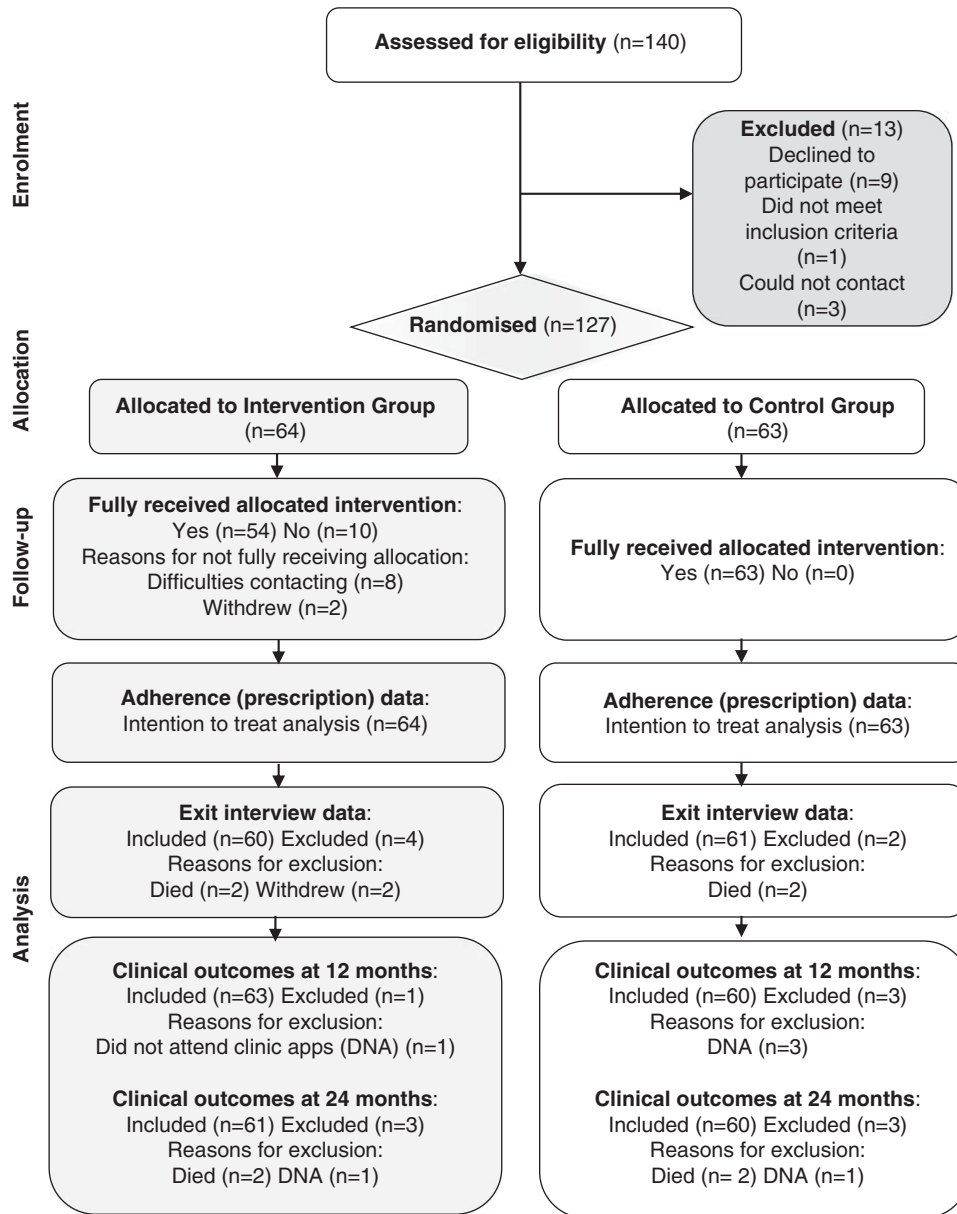 Assessed for eligibility (n=140)
Enrolment
Excluded (n=13)
Declined to
participate (n=9)
Did not meet
inclusion criteria
(n=1)
Could not contact
(n=3)
Randomised (n=127)
Allocation
Allocated to Intervention Group
(n=64)
Allocated to Control Group
(n=63)
Follow-up
Fully received allocated intervention:
Yes (n=54) No (n=10)
Reasons for not fully receiving allocation:
Difficulties contacting (n=8)
Withdrew (n=2)
Fully received allocated intervention:
Yes (n=63) No (n=0)
Analysis
Adherence (prescription) data:
Intention to treat analysis (n=64)
Adherence (prescription) data:
Intention to treat analysis (n=63)
Exit interview data:
Included (n=60) Excluded (n=4)
Reasons for exclusion:
Died (n=2) Withdrew (n=2)
Exit interview data:
Included (n=61) Excluded (n=2)
Reasons for exclusion:
Died (n=2)
Clinical outcomes at 12 months:
Included (n=63) Excluded (n=1)
Reasons for exclusion:
Did not attend clinic apps (DNA) (n=1)
Clinical outcomes at 24 months:
Included (n=61) Excluded (n=3)
Reasons for exclusion:
Died (n=2) DNA (n=1)
Clinical outcomes at 12 months:
Included (n=60) Excluded (n=3)
Reasons for exclusion:
DNA (n=3)
Clinical outcomes at 24 months:
Included (n=60) Excluded (n=3)
Reasons for exclusion:
Died (n= 2) DNA (n=1)